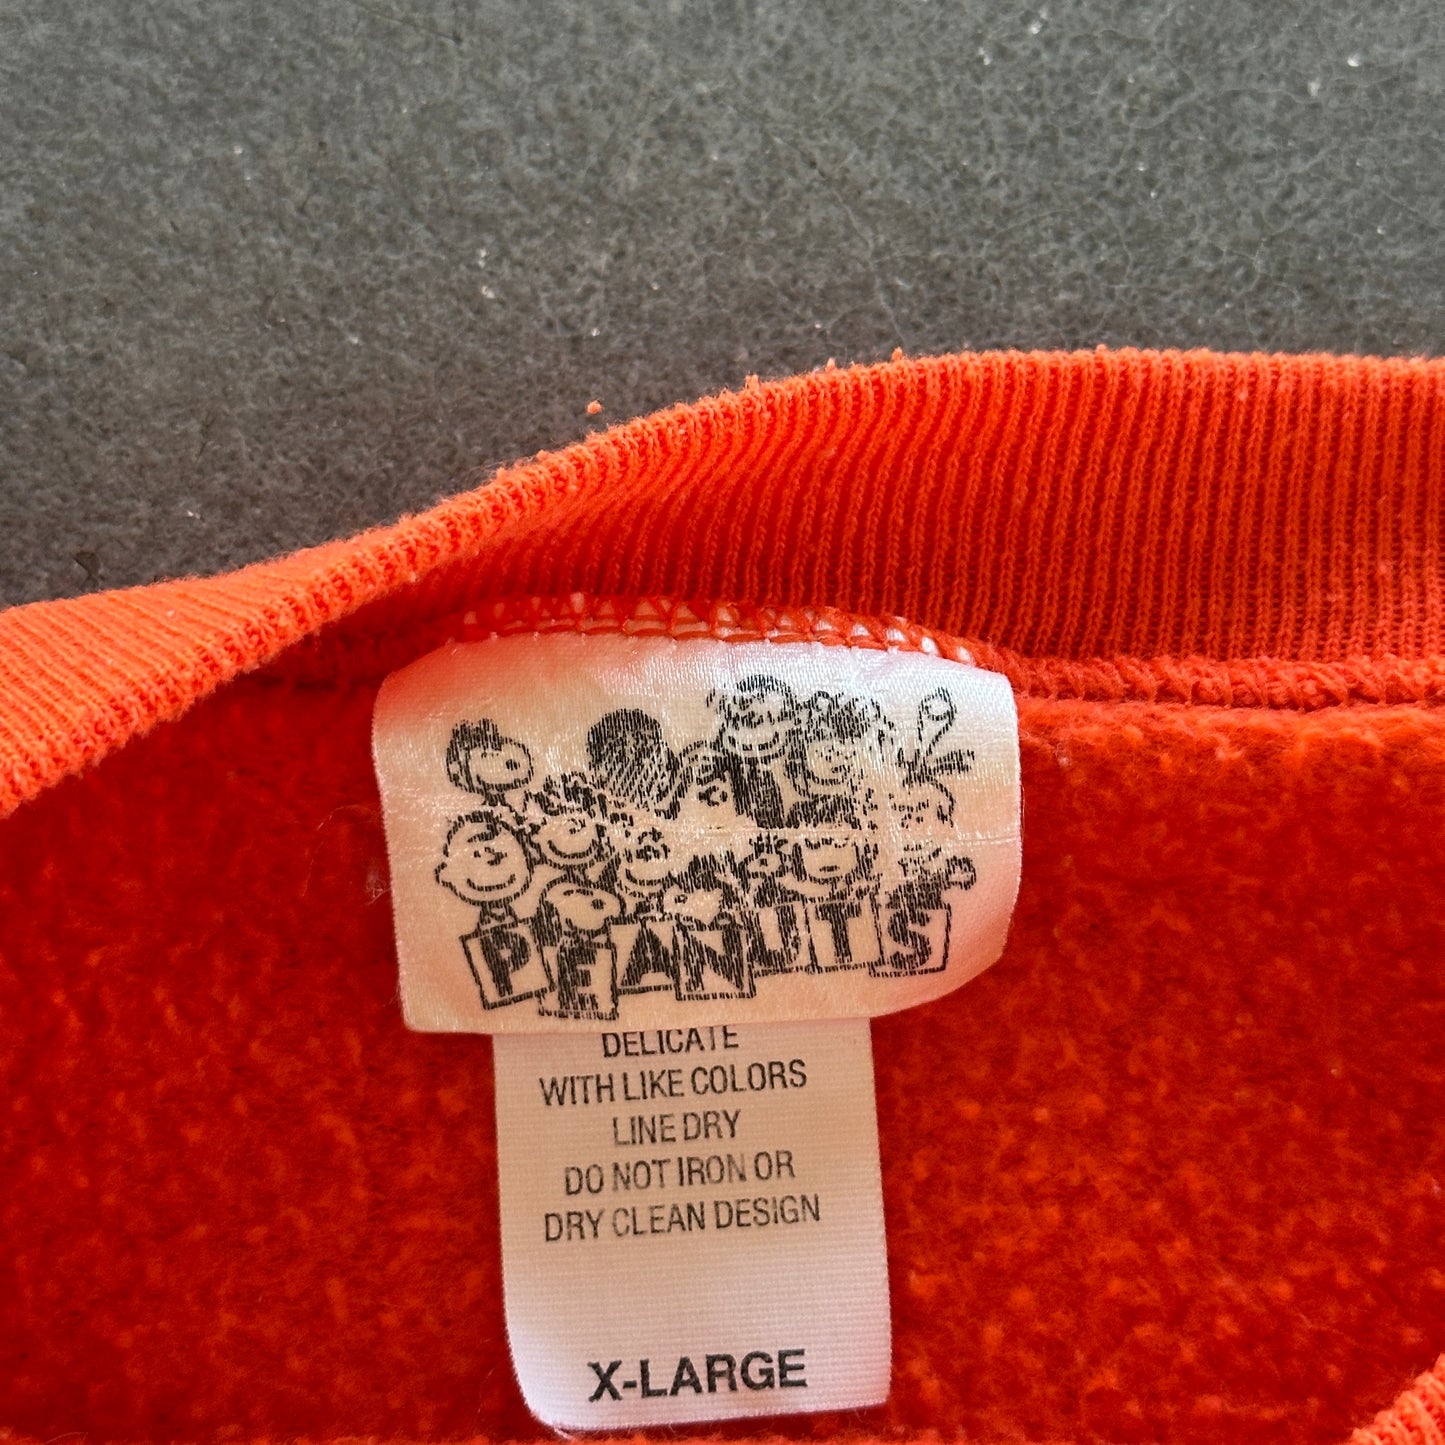 PEANUTS
DELICATE
WITH LIKE COLORS
LINE DRY
DO NOT IRON OR
DRY CLEAN DESIGN
X-LARGE